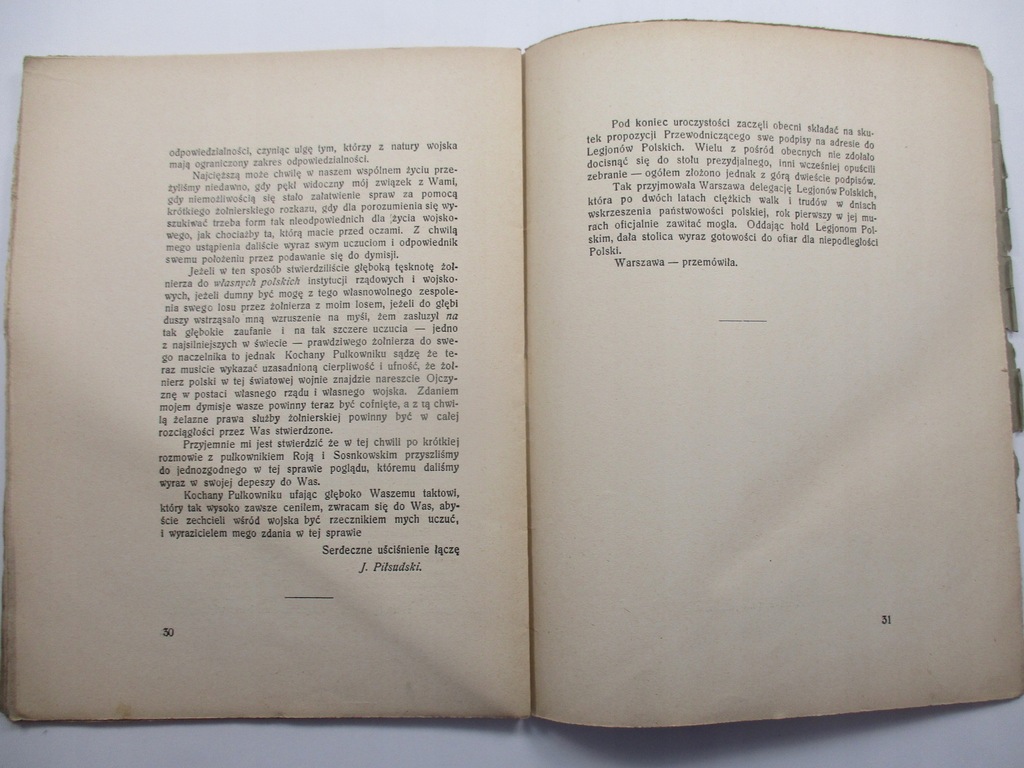 odpowiedzialności, czyniąc ulgę tym, którzy z natury wojska
mają ograniczony zakres odpowiedzialności.
Najcięższą może chwilę w naszem wspólnem życiu prze-
żyliśmy niedawno, gdy pękł widoczny mój związek z Wami,
gdy niemożliwością się stało załatwienie spraw za pomocą
krótkiego żołnierskiego rozkazu, gdy dla porozumienia się wy-
szukiwać trzeba form tak nieodpowiednich dla życia wojsko-
wego, jak chociażby ta, którą macie przed oczami. Z chwilą
mego ustąpienia daliście wyraz swym uczuciom i odpowiednik
swemu położeniu przez podawanie się do dymisji.
Jeżeli w ten sposób stwierdziliście głęboką tęsknotę żoł-
nierza do własnych polskich instytucji rządowych i wojsko-
wych, jeżeli dumny być mogę z tego własnowolnego zespole-
nia swego losu przez żołnierza z moim losem, jeżeli do głębi
duszy wstrząsało mną wzruszenie na myśl, żem zasłużył na
tak głębokie zaufanie i na tak szczere uczucia — jedno
z najsilniejszych w świecie — prawdziwego żołnierza do swe-
go naczelnika to jednak Kochany Pułkowniku sądzę że te-
raz musicie wykazać uzasadnioną cierpliwość i ufność, że żoł-
nierz polski w tej światowej wojnie znajdzie nareszcie Ojczy-
znę w postaci własnego rządu i własnego wojska. Zdaniem
mojem dymisje wasze powinny teraz być cofnięte, a z tą chwi-
lą żelazne prawa służby żołnierskiej powinny być w całej
rozciągłości przez Was stwierdzone.
Przyjemnie mi jest stwierdzić że w tej chwili po krótkiej
rozmowie z pułkownikiem Roją i Sosnkowskim przyszliśmy
do jednozgodnego w tej sprawie poglądu, któremu daliśmy
wyraz w swojej depeszy do Was.
Kochany Pułkowniku ufając głęboko Waszemu taktowi,
który tak wysoko zawsze ceniłem, zwracam się do Was, aby-
ście zechcieli wśród wojska być rzecznikiem mych uczuć,
i wyrazicielem mego zdania w tej sprawie
Serdeczne uściśnienie łączę
J. Piłsudski.
30
Pod koniec uroczystości zaczęli obecni składać na sku-
tek propozycji Przewodniczącego swe podpisy na adresie do
Legjonów Polskich. Wielu z pośród obecnych nie zdołało
docisnąć się do stołu prezydjalnego, inni wcześniej opuścili
zebranie — ogółem złożono jednak z górą dwieście podpisów.
Tak przyjmowała Warszawa delegację Legjonów Polskich,
która po dwóch latach ciężkich walk i trudów w dniach
wskrzeszenia państwowości polskiej, rok pierwszy w jej mu-
rach oficjalnie zawitać mogła. Oddając hołd Legjonom Pol-
skim, dała stolica wyraz gotowości do ofiar dla niepodległości
Polski.
Warszawa — przemówiła.
31